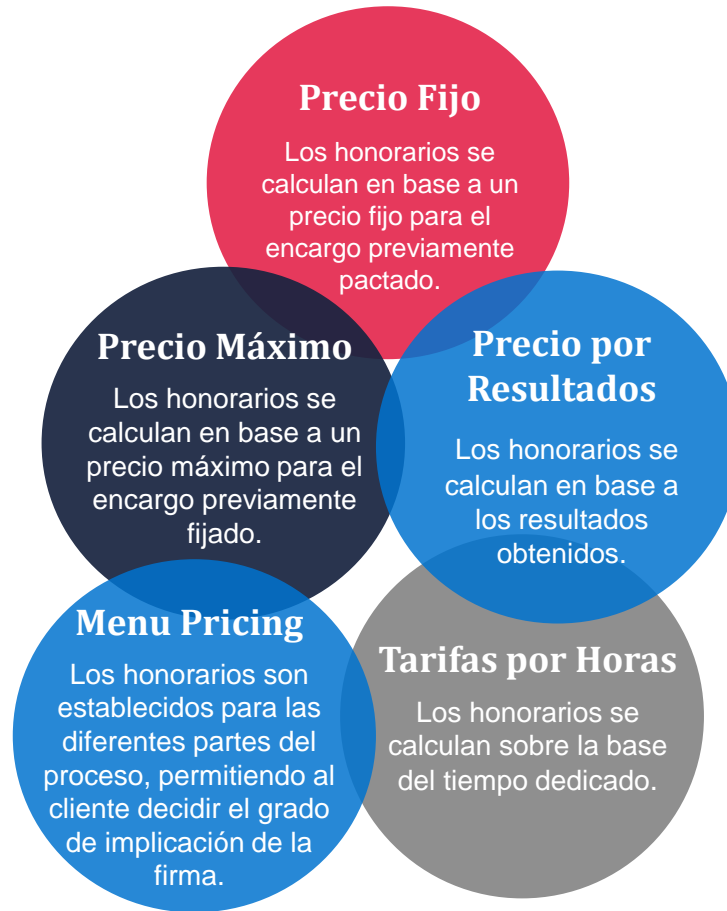 Precio Fijo
Los honorarios se
calculan en base a un
precio fijo para el
encargo previamente
pactado.
Precio Máximo
Los honorarios se
calculan en base a un
precio máximo para el
encargo previamente
fijado.
Precio por
Resultados
Los honorarios se
calculan en base a
los resultados
obtenidos.
Menu Pricing
Los honorarios son
establecidos para las
diferentes partes del
proceso, permitiendo al
cliente decidir el grado
de implicación de la
firma.
Tarifas por Horas
Los honorarios se
calculan sobre la base
del tiempo dedicado.